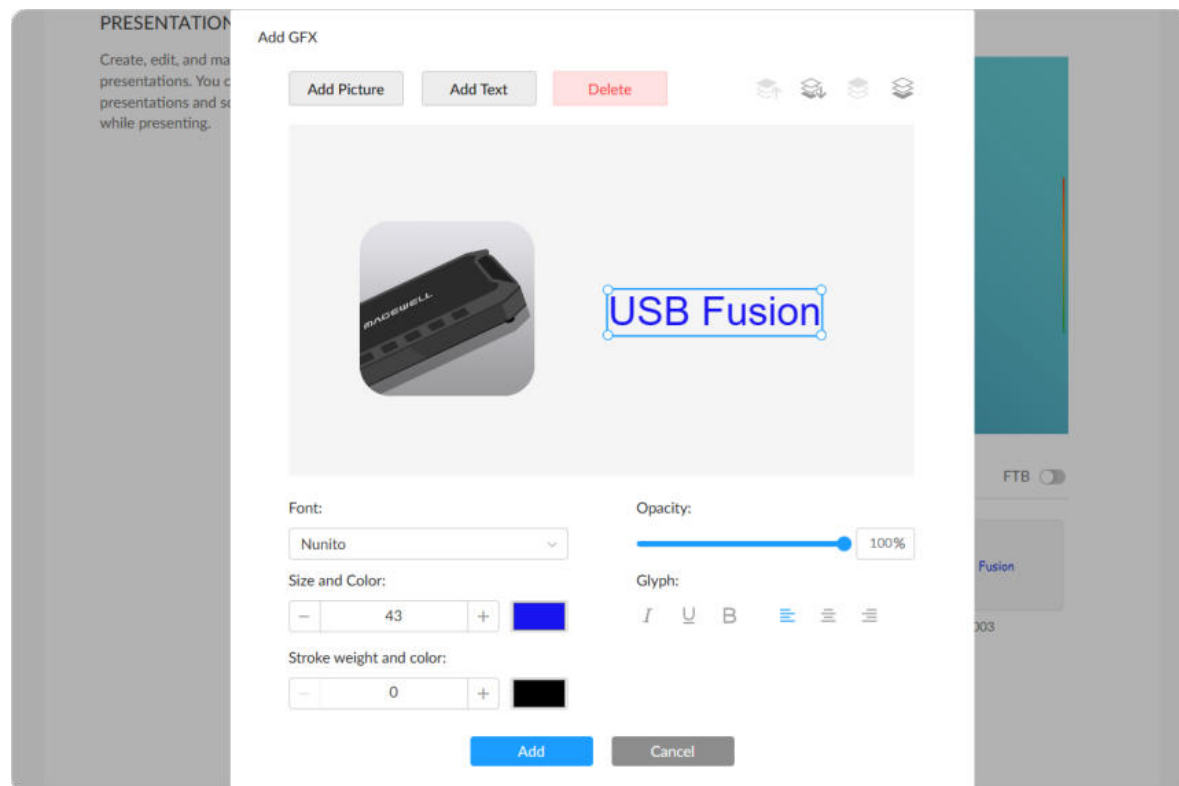 PRESENTATION
Add GFX
Create, edit, and ma
presentations. You c
presentations and sc
while presenting.
Add Picture Add Text Delete
MAGEWELL
USB Fusion
FTB
Font: Opacity:
Nunito 100%
Fusion
Size and Color: Glyph:
43 I U B
003
Stroke weight and color:
0
Add Cancel